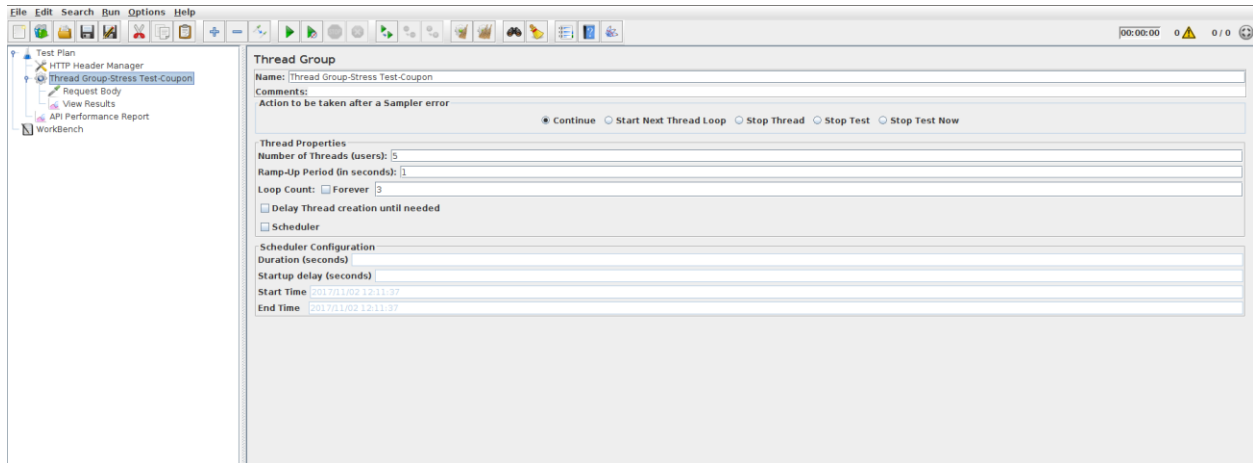 File Edit Search Run Options Help
00:00:00 0 0 / 0
Test Plan
HTTP Header Manager
Thread Group-Stress Test-Coupon
Request Body
View Results
API Performance Report
WorkBench
Thread Group
Name: Thread Group-Stress Test-Coupon
Comments:
Action to be taken after a Sampler error
Continue Start Next Thread Loop Stop Thread Stop Test Stop Test Now
Thread Properties
Number of Threads (users): 5
Ramp-Up Period (in seconds): 1
Loop Count: Forever 3
Delay Thread creation until needed
Scheduler
Scheduler Configuration
Duration (seconds)
Startup delay (seconds)
Start Time 2017/11/02 12:11:37
End Time 2017/11/02 12:11:37